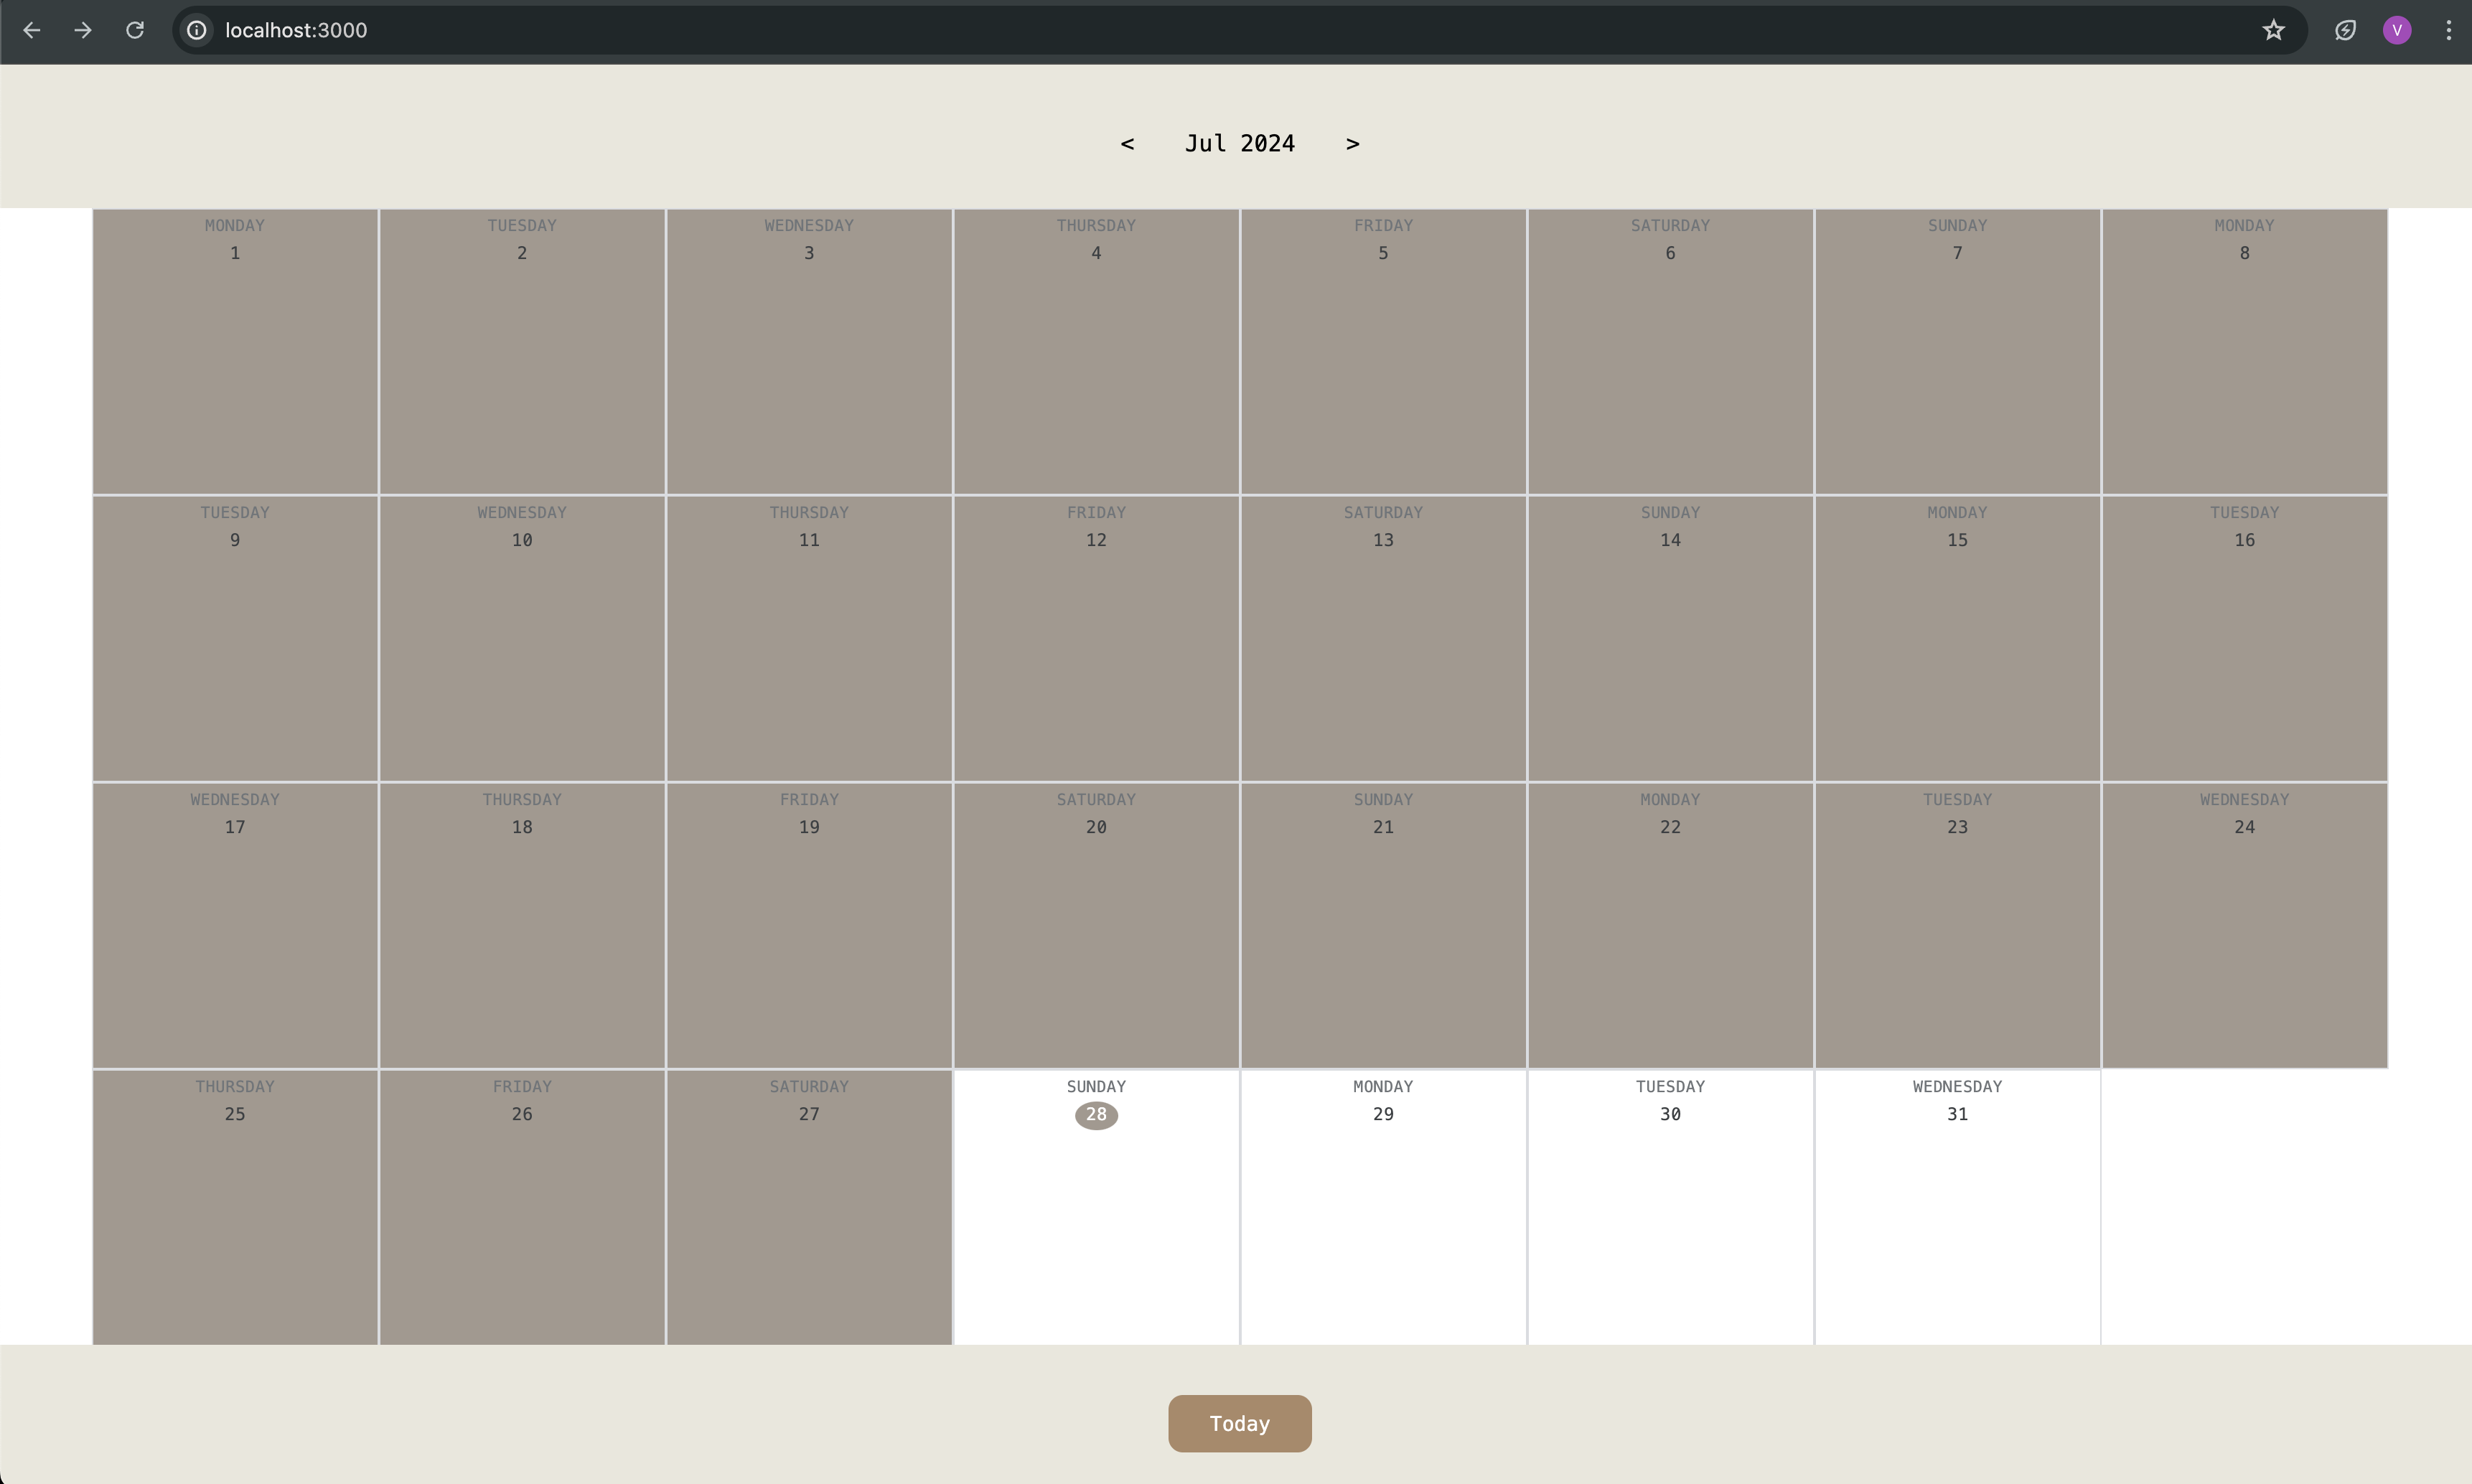 localhost:3000
V
< Jul 2024 >
MONDAY TUESDAY WEDNESDAY THURSDAY FRIDAY SATURDAY SUNDAY MONDAY
1 2 3 4 5 6 7 8
TUESDAY WEDNESDAY THURSDAY FRIDAY SATURDAY SUNDAY MONDAY TUESDAY
9 10 11 12 13 14 15 16
WEDNESDAY THURSDAY FRIDAY SATURDAY SUNDAY MONDAY TUESDAY WEDNESDAY
17 18 19 20 21 22 23 24
THURSDAY FRIDAY SATURDAY SUNDAY MONDAY TUESDAY WEDNESDAY
25 26 27 28 29 30 31
Today